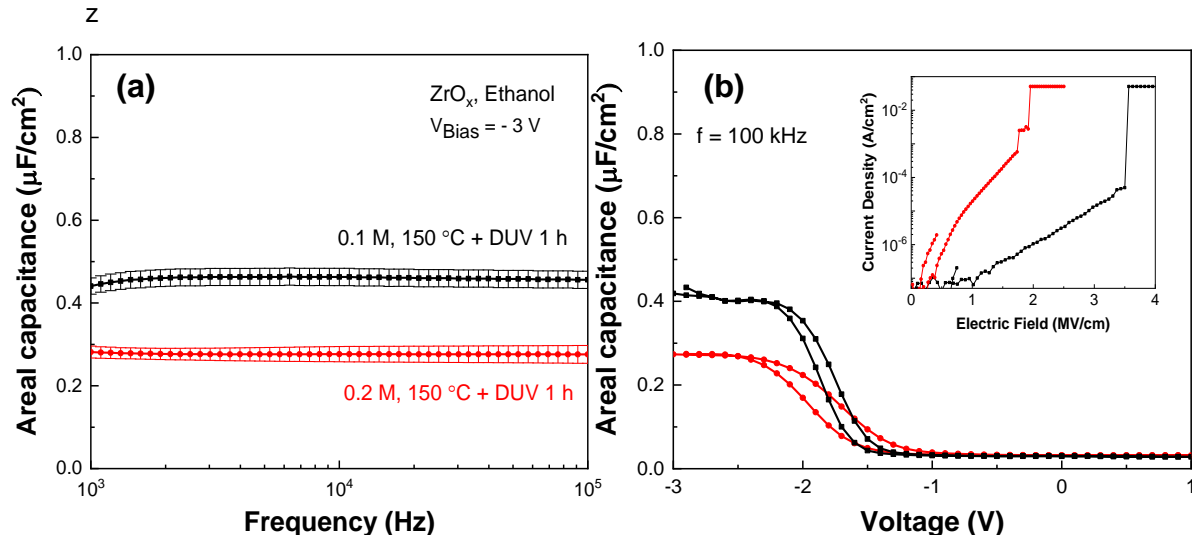 z
(a)
ZrOₓ, Ethanol
V_Bias = - 3 V
0.1 M, 150 °C + DUV 1 h
0.2 M, 150 °C + DUV 1 h
1.0
0.8
0.6
0.4
0.2
0.0
10³
10⁴
10⁵
Areal capacitance (μF/cm²)
Frequency (Hz)
(b)
f = 100 kHz
1.0
0.8
0.6
0.4
0.2
0.0
-3
-2
-1
0
1
Areal capacitance (μF/cm²)
Voltage (V)
10⁻²
10⁻⁴
10⁻⁶
0
1
2
3
4
Current Density (A/cm²)
Electric Field (MV/cm)